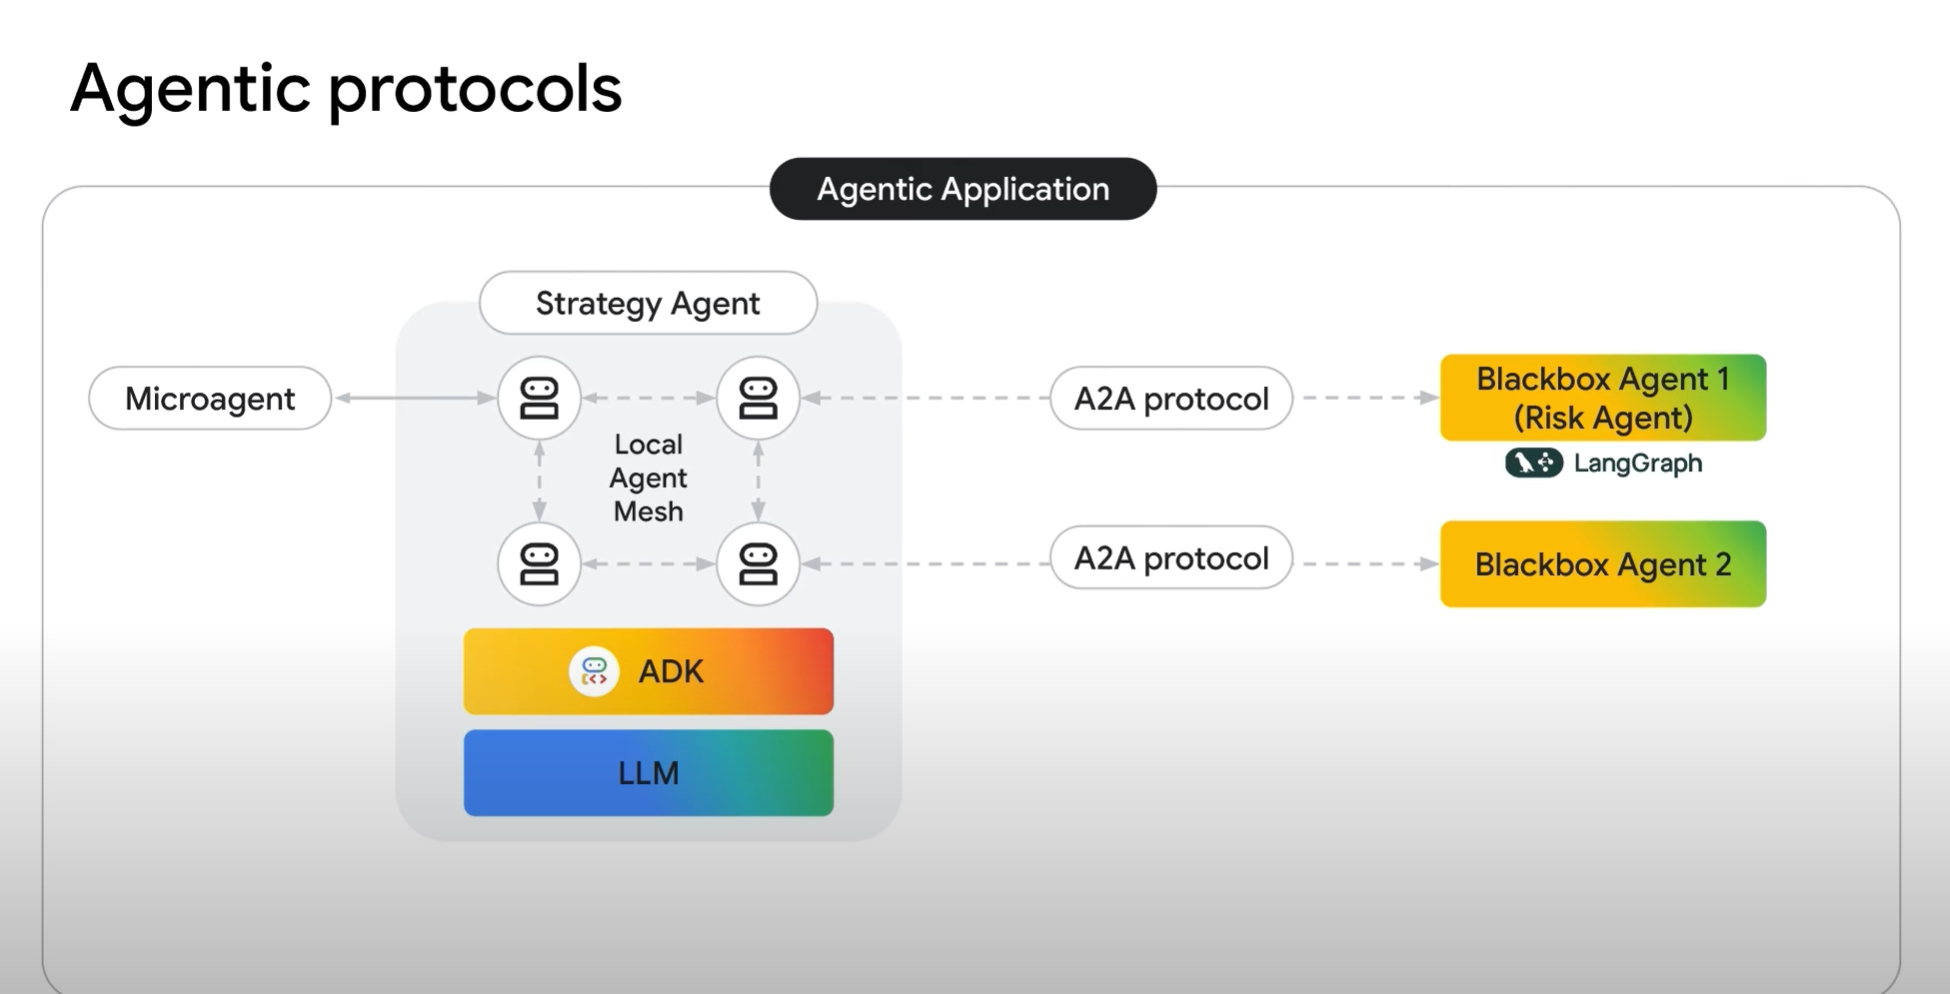 Agentic protocols
Agentic Application
Strategy Agent
Microagent
Local
Agent
Mesh
A2A protocol
Blackbox Agent 1
(Risk Agent)
LangGraph
A2A protocol
Blackbox Agent 2
ADK
LLM